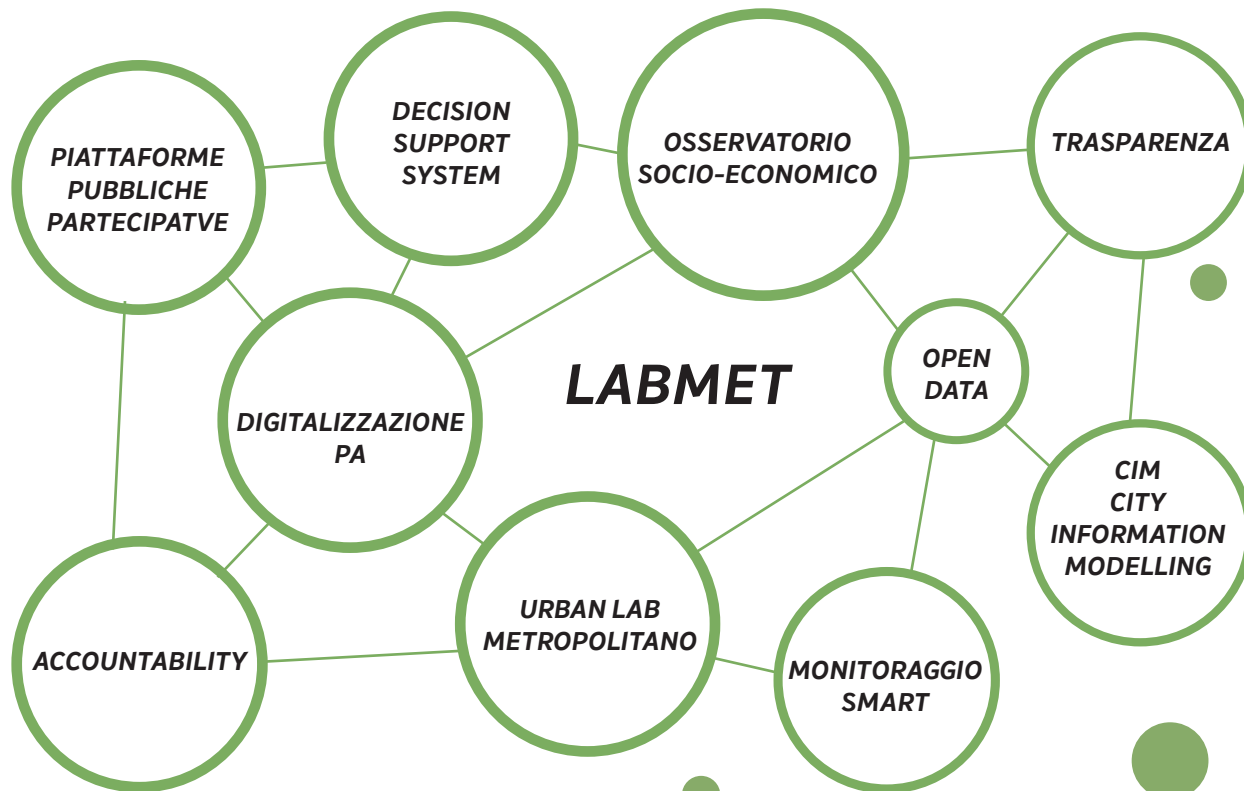 PIATTAFORME
PUBBLICHE
PARTECIPATVE
DECISION
SUPPORT
SYSTEM
OSSERVATORIO
SOCIO-ECONOMICO
TRASPARENZA
DIGITALIZZAZIONE
PA
LABMET
OPEN
DATA
CIM
CITY
INFORMATION
MODELLING
ACCOUNTABILITY
URBAN LAB
METROPOLITANO
MONITORAGGIO
SMART